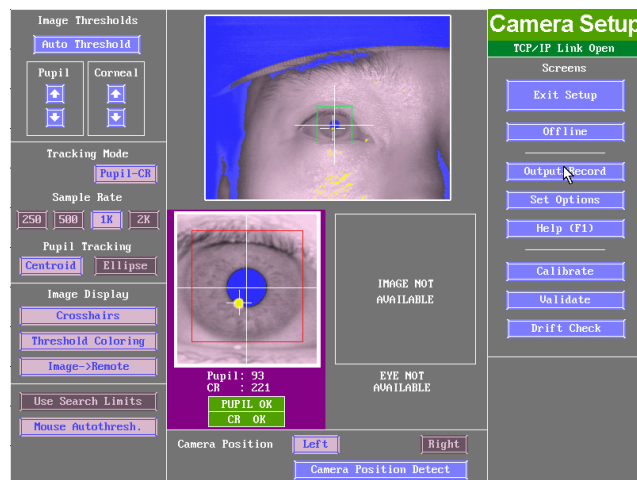 Image Thresholds
Auto Threshold
Pupil Corneal
Tracking Mode
Pupil-CR
Sample Rate
250 500 1K 2K
Pupil Tracking
Centroid Ellipse
Image Display
Crosshairs
Threshold Coloring
Image->Remote
Use Search Limits
Mouse Autothresh.
IMAGE NOT
AVAILABLE
Pupil: 93
CR : 221
PUPIL OK
CR OK
EYE NOT
AVAILABLE
Camera Position Left Right
Camera Position Detect
Camera Setup
TCP/IP Link Open
Screens
Exit Setup
Offline
Output Record
Set Options
Help (F1)
Calibrate
Validate
Drift Check